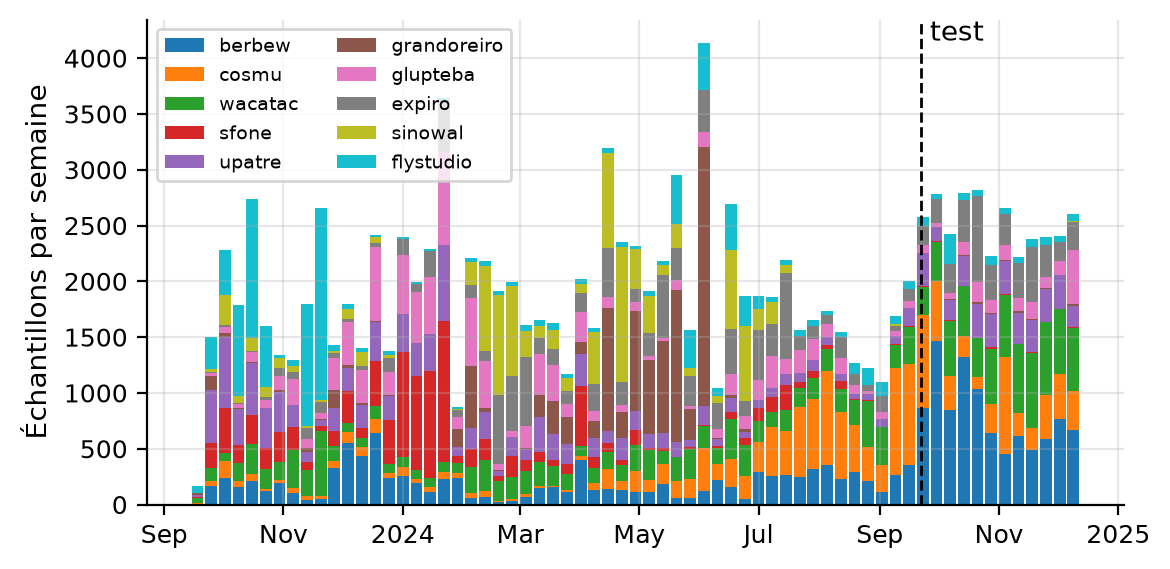 Échantillons par semaine
4000
3500
3000
2500
2000
1500
1000
500
0
berbew
cosmu
wacatac
sfone
upatre
grandoreiro
glupteba
expiro
sinowal
flystudio
test
Sep Nov 2024 Mar May Jul Sep Nov 2025